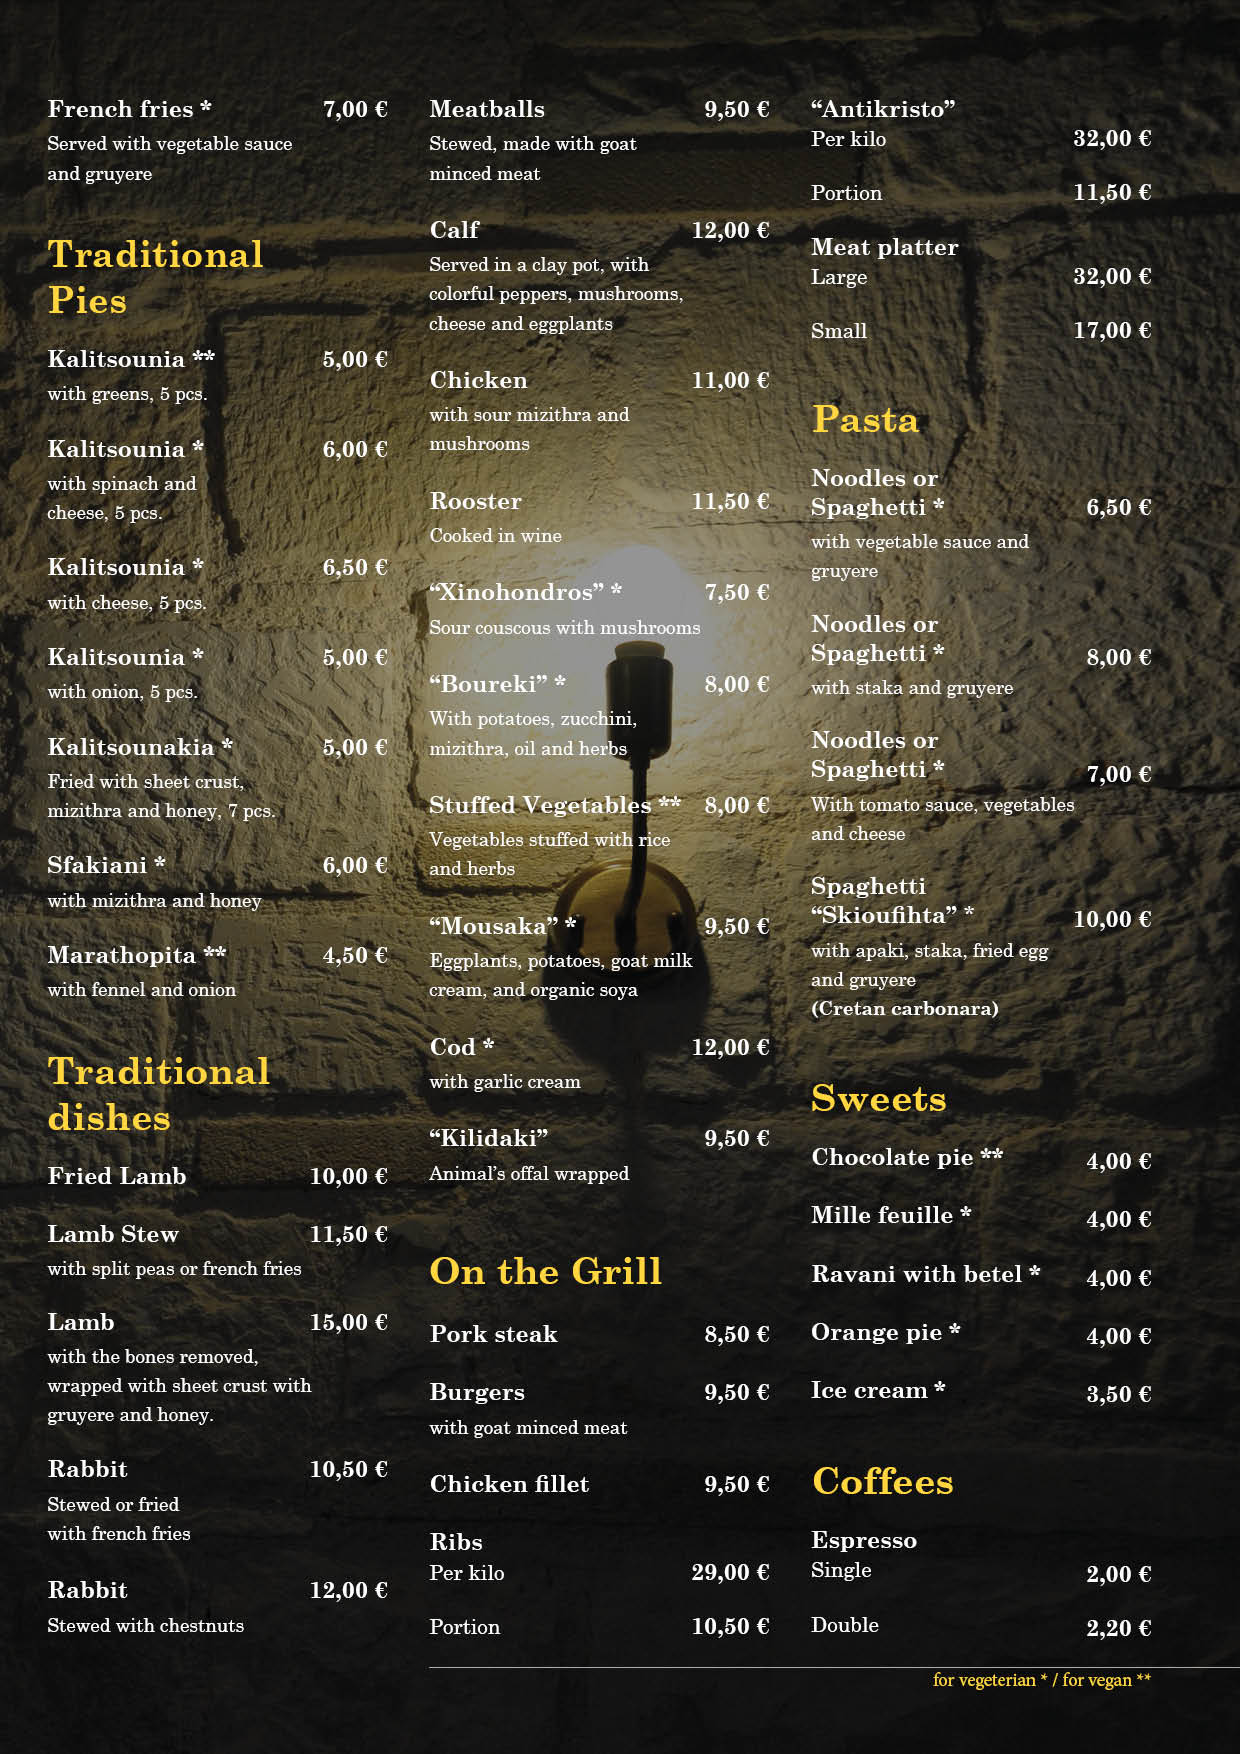 French fries * 7,00 €
Served with vegetable sauce
and gruyere
Traditional
Pies
Kalitsounia ** 5,00 €
with greens, 5 pcs.
Kalitsounia * 6,00 €
with spinach and
cheese, 5 pcs.
Kalitsounia * 6,50 €
with cheese, 5 pcs.
Kalitsounia * 5,00 €
with onion, 5 pcs.
Kalitsounakia * 5,00 €
Fried with sheet crust,
mizithra and honey, 7 pcs.
Sfakiani * 6,00 €
with mizithra and honey
Marathopita ** 4,50 €
with fennel and onion
Traditional
dishes
Fried Lamb 10,00 €
Lamb Stew 11,50 €
with split peas or french fries
Lamb 15,00 €
with the bones removed,
wrapped with sheet crust with
gruyere and honey.
Rabbit 10,50 €
Stewed or fried
with french fries
Rabbit 12,00 €
Stewed with chestnuts
Meatballs 9,50 €
Stewed, made with goat
minced meat
Calf 12,00 €
Served in a clay pot, with
colorful peppers, mushrooms,
cheese and eggplants
Chicken 11,00 €
with sour mizithra and
mushrooms
Rooster 11,50 €
Cooked in wine
“Xinohondros” * 7,50 €
Sour couscous with mushrooms
“Boureki” * 8,00 €
With potatoes, zucchini,
mizithra, oil and herbs
Stuffed Vegetables ** 8,00 €
Vegetables stuffed with rice
and herbs
“Mousaka” * 9,50 €
Eggplants, potatoes, goat milk
cream, and organic soya
Cod * 12,00 €
with garlic cream
“Kilidaki” 9,50 €
Animal’s offal wrapped
On the Grill
Pork steak 8,50 €
Burgers 9,50 €
with goat minced meat
Chicken fillet 9,50 €
Ribs
Per kilo 29,00 €
Portion 10,50 €
“Antikristo”
Per kilo 32,00 €
Portion 11,50 €
Meat platter
Large 32,00 €
Small 17,00 €
Pasta
Noodles or
Spaghetti * 6,50 €
with vegetable sauce and
gruyere
Noodles or
Spaghetti * 8,00 €
with staka and gruyere
Noodles or
Spaghetti * 7,00 €
With tomato sauce, vegetables
and cheese
Spaghetti
“Skioufihta” * 10,00 €
with apaki, staka, fried egg
and gruyere
(Cretan carbonara)
Sweets
Chocolate pie ** 4,00 €
Mille feuille * 4,00 €
Ravani with betel * 4,00 €
Orange pie * 4,00 €
Ice cream * 3,50 €
Coffees
Espresso
Single 2,00 €
Double 2,20 €
for vegeterian * / for vegan **